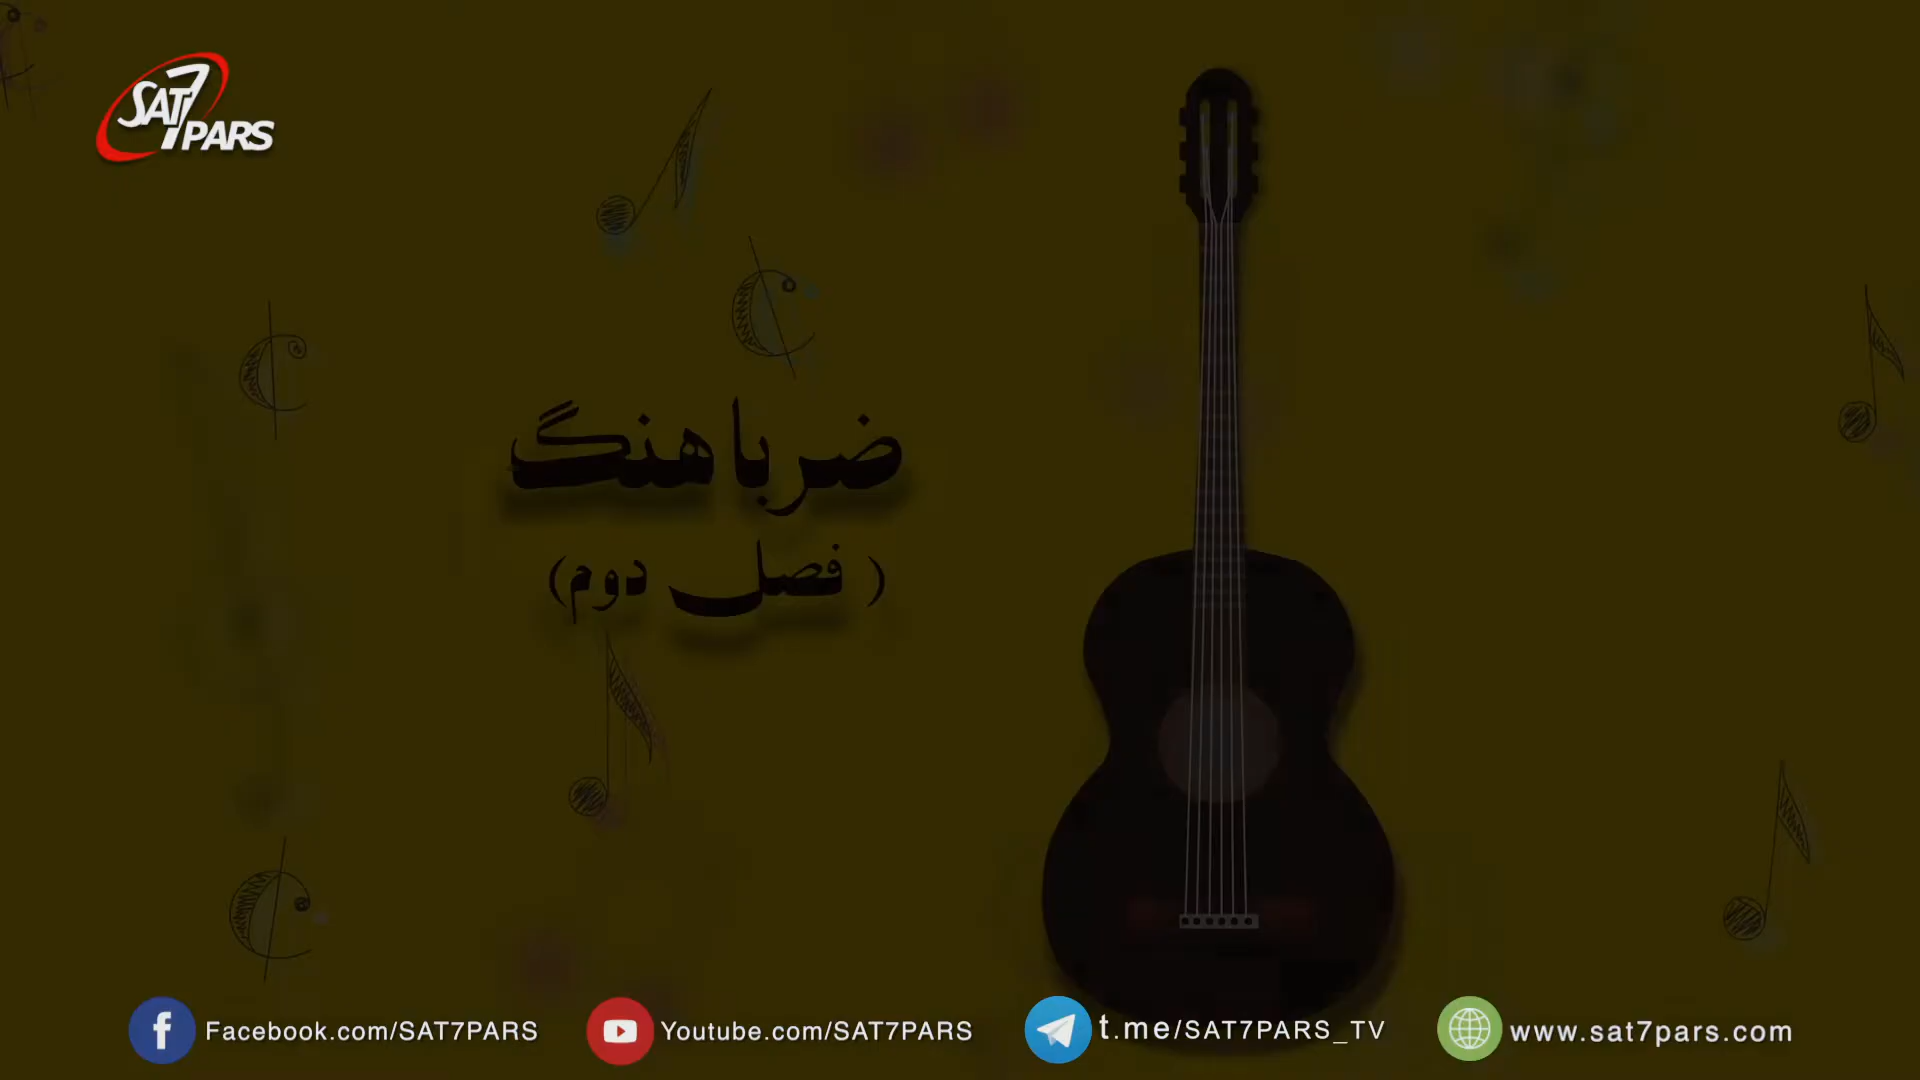 SAT7 PARS
ضرباهنگ
( فصل دوم)
Facebook.com/SAT7PARS
Youtube.com/SAT7PARS
t.me/SAT7PARS_TV
www.sat7pars.com